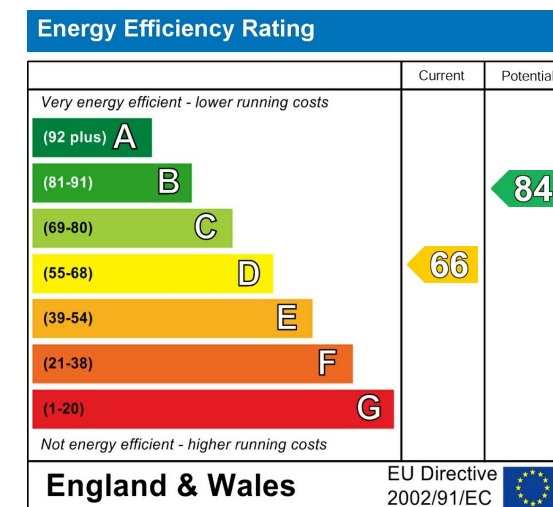 Energy Efficiency Rating
Current Potential
Very energy efficient - lower running costs
(92 plus) A
(81-91) B
84
(69-80) C
(55-68) D
66
(39-54) E
(21-38) F
(1-20) G
Not energy efficient - higher running costs
England & Wales
EU Directive
2002/91/EC